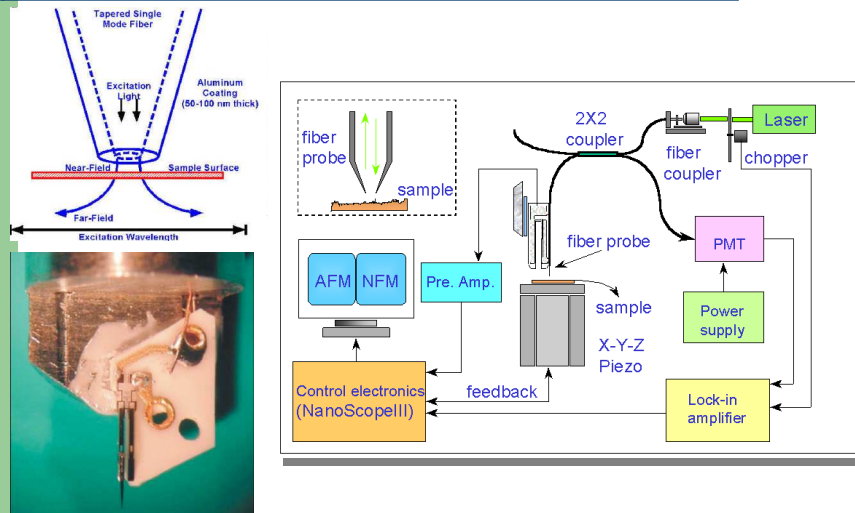 Tapered Single
Mode Fiber
Excitation
Light
Aluminum
Coating
(50-100 nm thick)
Near-Field
Sample Surface
Far-Field
Excitation Wavelength
fiber
probe
sample
2X2
coupler
fiber
coupler
Laser
chopper
fiber probe
PMT
AFM
NFM
Pre. Amp.
sample
Power
supply
X-Y-Z
Piezo
Control electronics
(NanoScopeIII)
feedback
Lock-in
amplifier